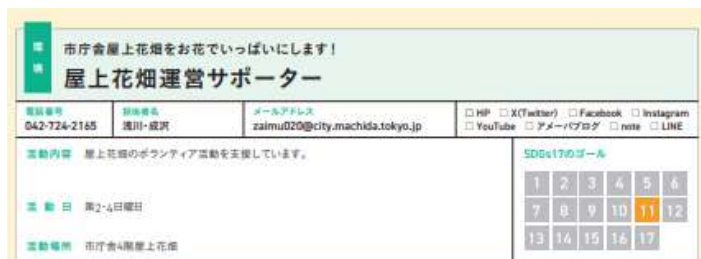 環境
市庁舎屋上花畑をお花でいっぱいにします！
屋上花畑運営サポーター
電話番号 担当者名 メールアドレス
042-724-2165 浅川・成沢 zaimu020@city.machida.tokyo.jp
□ HP □ X(Twitter) □ Facebook □ Instagram
□ YouTube □ アメーバブログ □ note □ LINE
活動内容 屋上花畑のボランティア活動を支援しています。
SDGs17のゴール
1 2 3 4 5 6
活動日 第2・4日曜日
7 8 9 10 11 12
13 14 15 16 17
活動場所 市庁舎4階屋上花畑